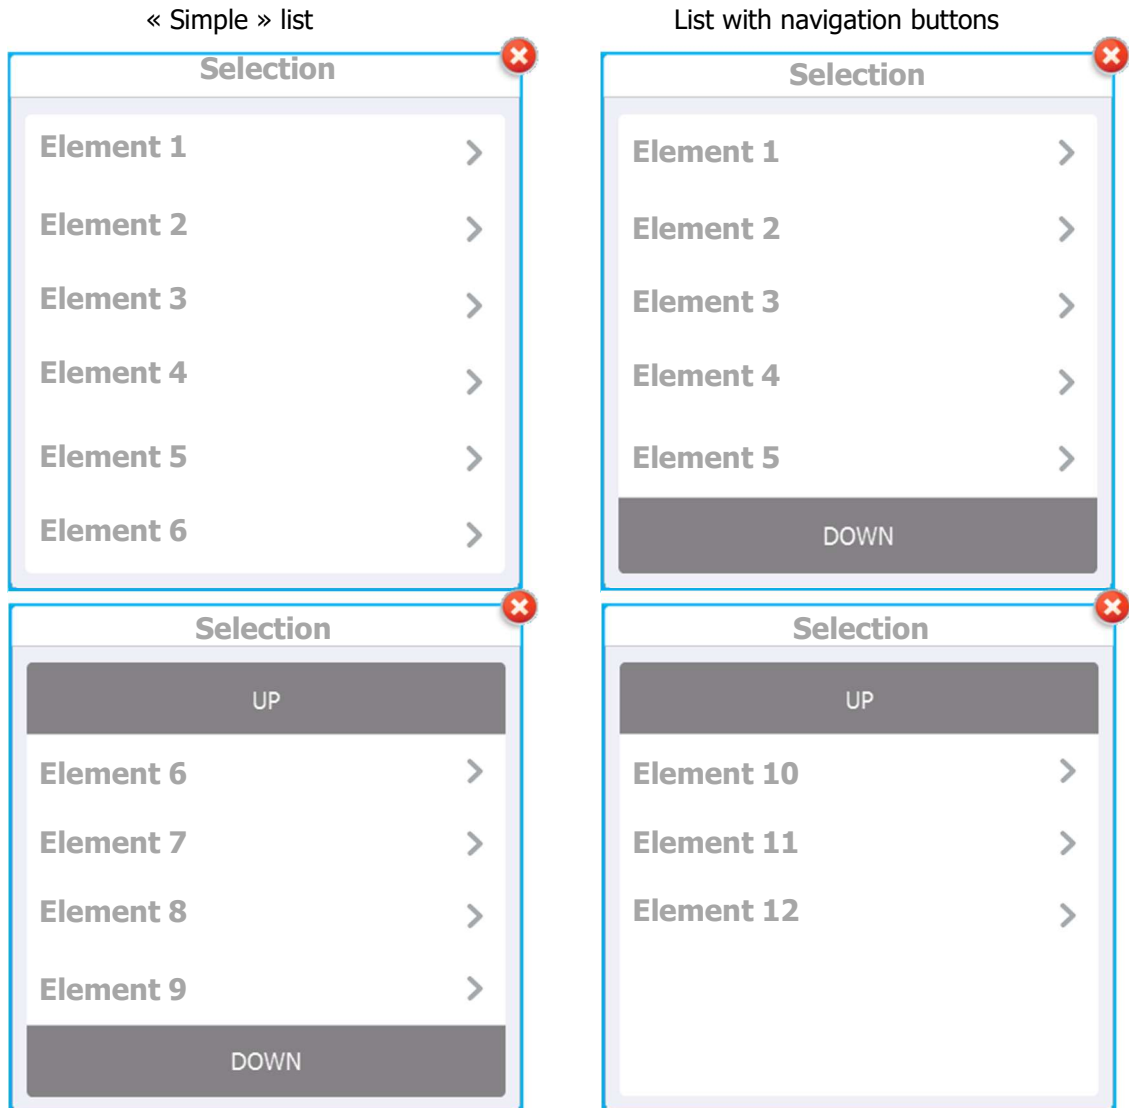 « Simple » list
List with navigation buttons
Selection
Element 1
Element 2
Element 3
Element 4
Element 5
Element 6
Selection
Element 1
Element 2
Element 3
Element 4
Element 5
DOWN
Selection
UP
Element 6
Element 7
Element 8
Element 9
DOWN
Selection
UP
Element 10
Element 11
Element 12